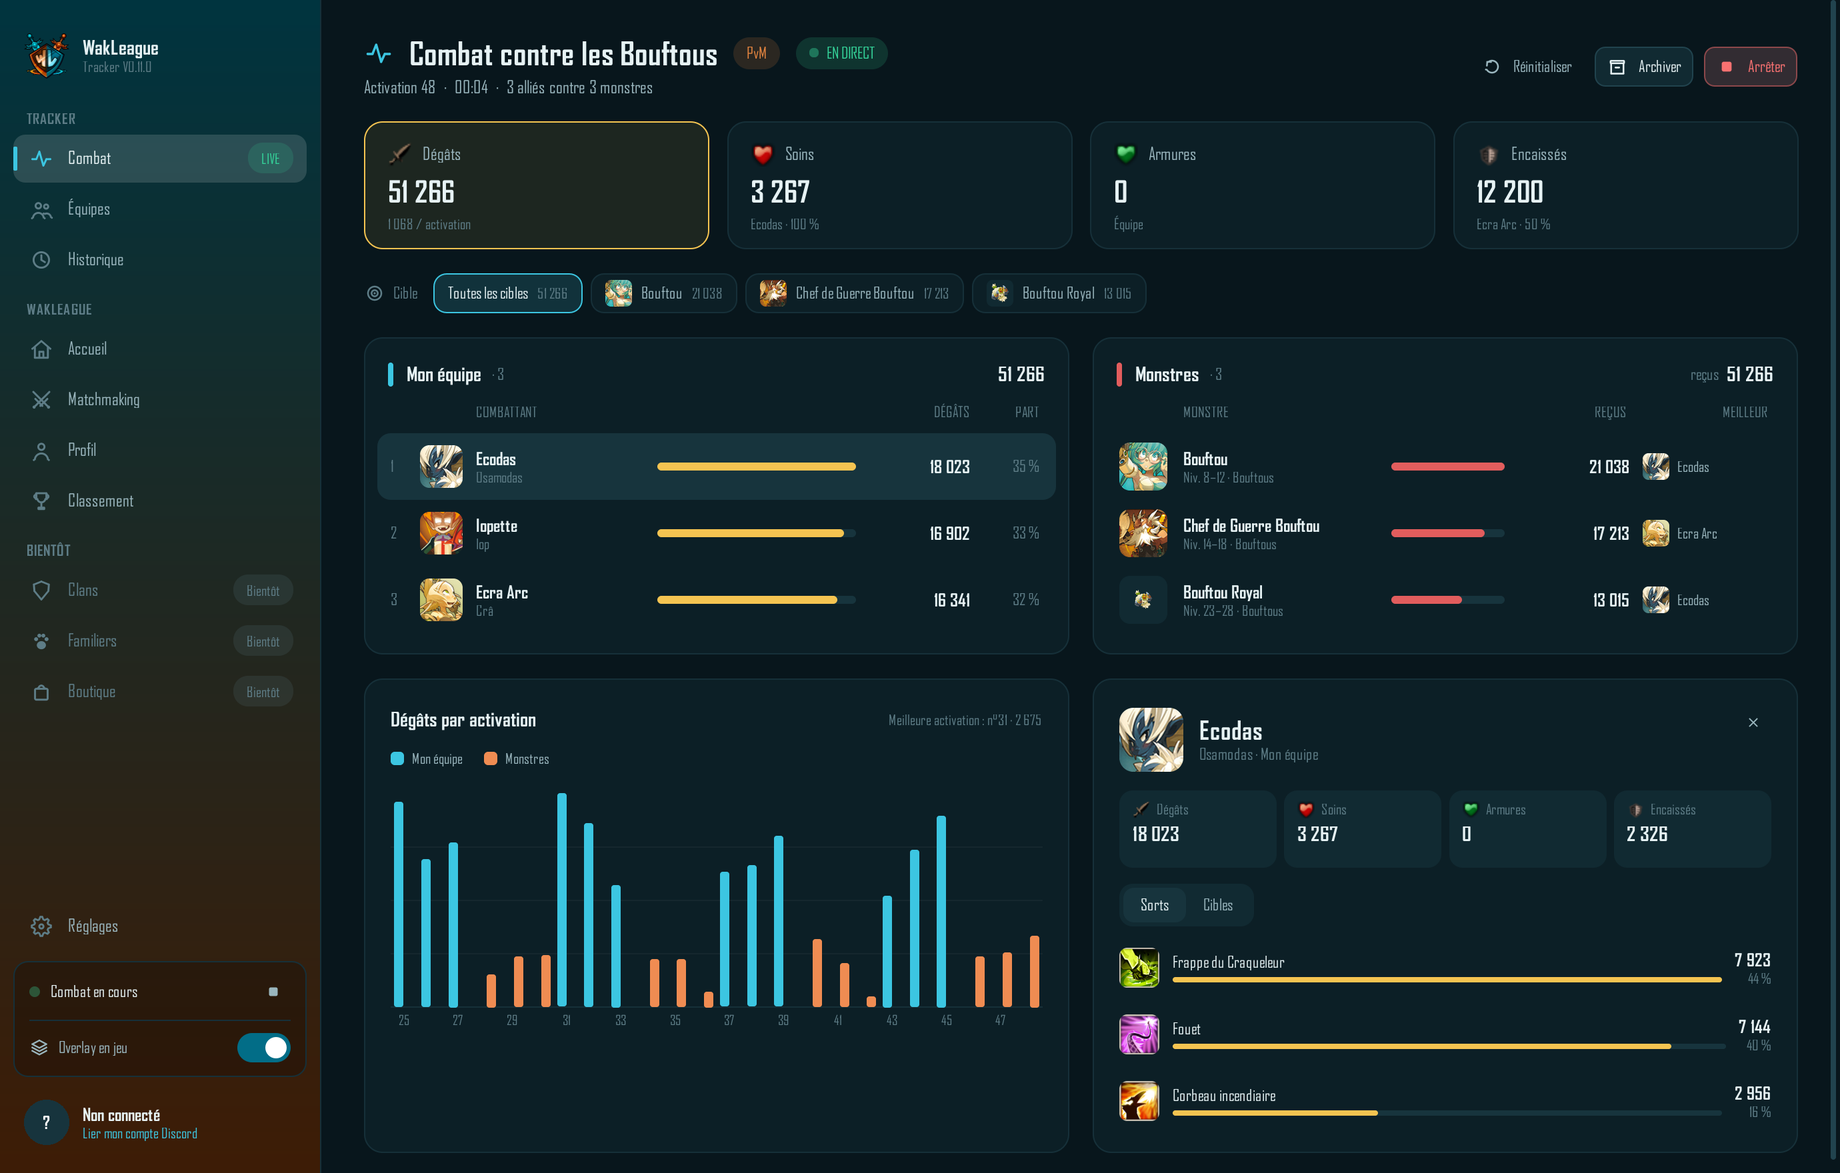 WakLeague
Tracker V0.11.0
TRACKER
Combat LIVE
Équipes
Historique
WAKLEAGUE
Accueil
Matchmaking
Profil
Classement
BIENTÔT
Clans Bientôt
Familiers Bientôt
Boutique Bientôt
Réglages
Combat en cours
Overlay en jeu
?
Non connecté
Lier mon compte Discord
Combat contre les Bouftous PvM EN DIRECT
Activation 48 · 00:04 · 3 alliés contre 3 monstres
Réinitialiser Archiver Arrêter
Dégâts
51 266
1 068 / activation
Soins
3 267
Ecodas · 100 %
Armures
0
Équipe
Encaissés
12 200
Ecra Arc · 50 %
Cible Toutes les cibles 51 266 Bouftou 21 038 Chef de Guerre Bouftou 17 213 Bouftou Royal 13 015
Mon équipe · 3 51 266
COMBATTANT DÉGÂTS PART
1 Ecodas 18 023 35 %
Osamodas
2 Iopette 16 902 33 %
Iop
3 Ecra Arc 16 341 32 %
Crâ
Monstres · 3 reçus 51 266
MONSTRE REÇUS MEILLEUR
Bouftou 21 038 Ecodas
Niv. 8–12 · Bouftous
Chef de Guerre Bouftou 17 213 Ecra Arc
Niv. 14–18 · Bouftous
Bouftou Royal 13 015 Ecodas
Niv. 23–28 · Bouftous
Dégâts par activation Meilleure activation : n°31 · 2 675
Mon équipe Monstres
25 27 29 31 33 35 37 39 41 43 45 47
Ecodas
Osamodas · Mon équipe
Dégâts
18 023
Soins
3 267
Armures
0
Encaissés
2 326
Sorts Cibles
Frappe du Craqueleur 7 923
44 %
Fouet 7 144
40 %
Corbeau incendiaire 2 956
16 %